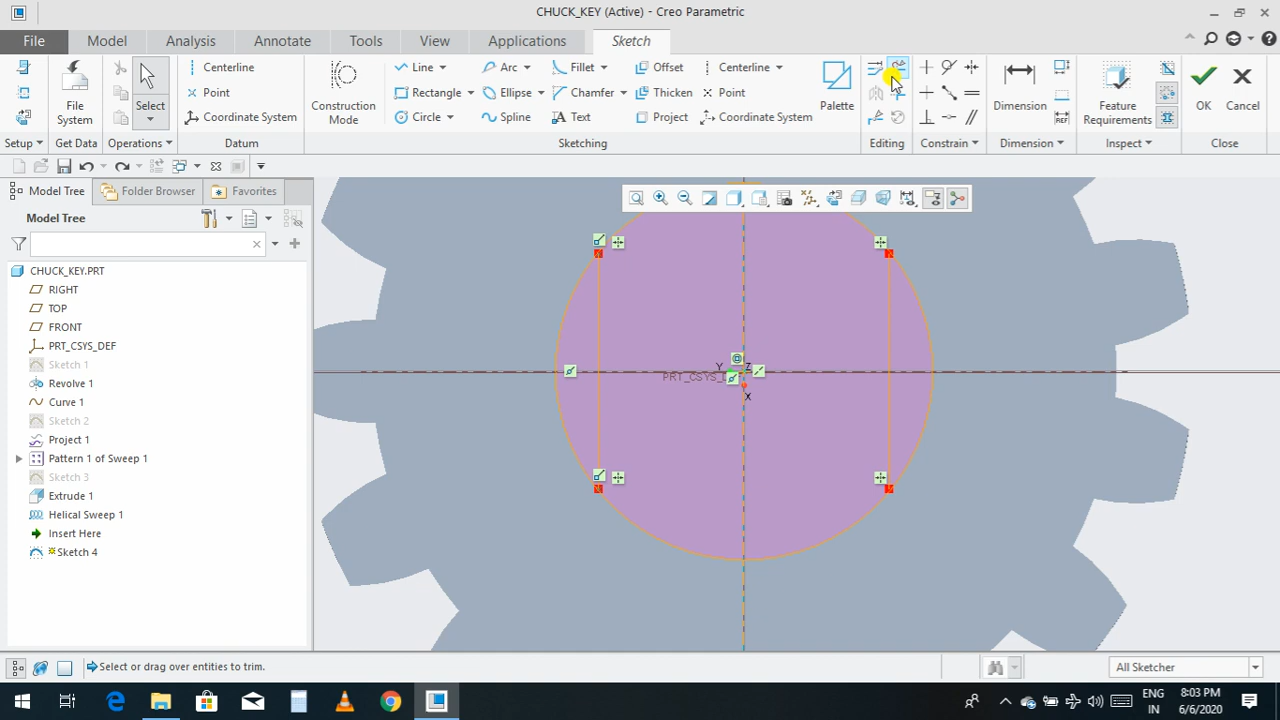 CHUCK_KEY (Active) - Creo Parametric
File Model Analysis Annotate Tools View Applications Sketch
Centerline Line Arc Fillet Offset Centerline
Point Rectangle Ellipse Chamfer Thicken Point
Coordinate System Circle Spline Text Project Coordinate System
File System Select Construction Mode Palette Dimension Feature Requirements OK Cancel
Setup Get Data Operations Datum Sketching Editing Constrain Dimension Inspect Close
REF
Model Tree Folder Browser Favorites
Model Tree
CHUCK_KEY.PRT
RIGHT
TOP
FRONT
PRT_CSYS_DEF
Sketch 1
Revolve 1
Curve 1
Sketch 2
Project 1
Pattern 1 of Sweep 1
Sketch 3
Extrude 1
Helical Sweep 1
Insert Here
Sketch 4
Y Z
PRT_CSYS_
X
Select or drag over entities to trim.
All Sketcher
ENG
IN
8:03 PM
6/6/2020